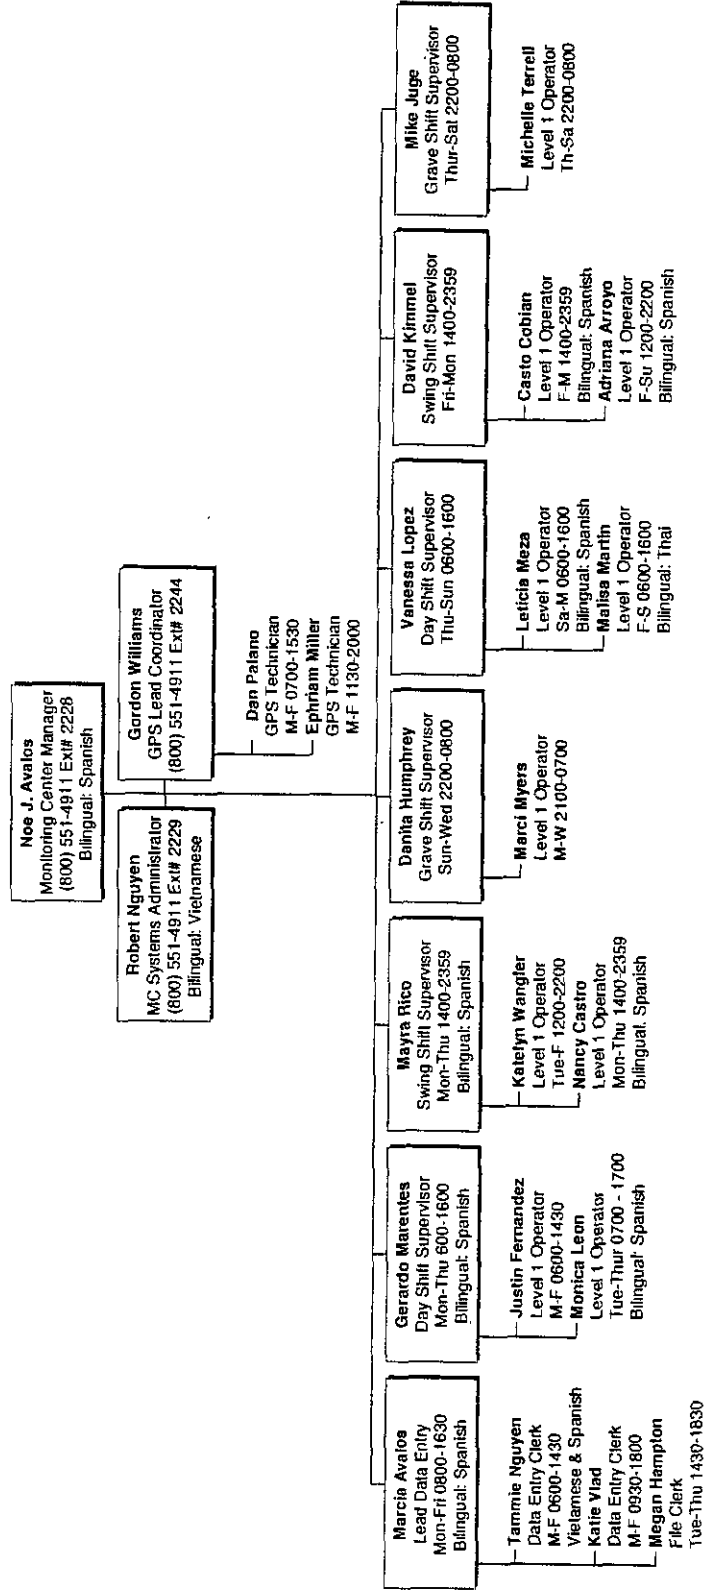 Noe J. Avalos
Monitoring Center Manager
(800) 551-4911 Ext# 2228
Bilingual: Spanish
Robert Nguyen
MC Systems Administrator
(800) 551-4911 Ext# 2229
Bilingual: Vietnamese
Gordon Williams
GPS Lead Coordinator
(800) 551-4911 Ext# 2244
Dan Palano
GPS Technician
M-F 0700-1530
Ephriam Miller
GPS Technician
M-F 1130-2000
Marcia Avalos
Lead Data Entry
Mon-Fri 0800-1630
Bilingual: Spanish
Tammie Nguyen
Data Entry Clerk
M-F 0600-1430
Vietamese & Spanish
Katie Vlad
Data Entry Clerk
M-F 0930-1800
Megan Hampton
File Clerk
Tue-Thu 1430-1830
Gerardo Marentes
Day Shift Supervisor
Mon-Thu 600-1600
Bilingual: Spanish
Justin Fernandez
Level 1 Operator
M-F 0600-1430
Monica Leon
Level 1 Operator
Tue-Thur 0700 - 1700
Bilingual: Spanish
Mayra Rico
Swing Shift Supervisor
Mon-Thu 1400-2359
Bilingual: Spanish
Katelyn Wangler
Level 1 Operator
Tue-F 1200-2200
Nancy Castro
Level 1 Operator
Mon-Thu 1400-2359
Bilingual: Spanish
Danita Humphrey
Grave Shift Supervisor
Sun-Wed 2200-0800
Marci Myers
Level 1 Operator
M-W 2100-0700
Vanessa Lopez
Day Shift Supervisor
Thu-Sun 0600-1600
Leticia Meza
Level 1 Operator
Sa-M 0600-1600
Bilingual: Spanish
Malisa Martin
Level 1 Operator
F-S 0600-1600
Bilingual: Thai
David Kimmel
Swing Shift Supervisor
Fri-Mon 1400-2359
Casto Cobian
Level 1 Operator
F-M 1400-2359
Bilingual: Spanish
Adriana Arroyo
Level 1 Operator
F-Su 1200-2200
Bilingual: Spanish
Mike Juge
Grave Shift Supervisor
Thur-Sat 2200-0800
Michelle Terrell
Level 1 Operator
Th-Sa 2200-0800